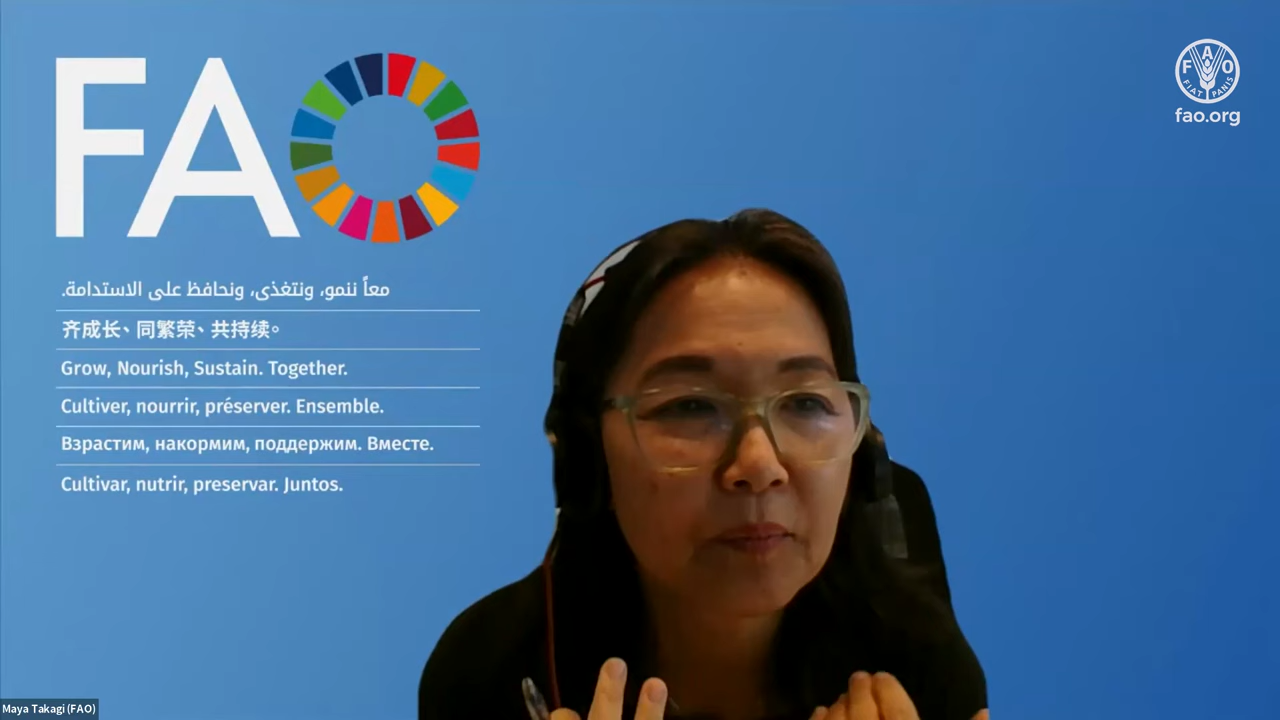 FAO
معاً ننمو، ونتغذى، ونحافظ على الاستدامة.
齐成长、同繁荣、共持续。
Grow, Nourish, Sustain. Together.
Cultiver, nourrir, préserver. Ensemble.
Взрастим, накормим, поддержим. Вместе.
Cultivar, nutrir, preservar. Juntos.
FAO
FIAT PANIS
fao.org
Maya Takagi (FAO)